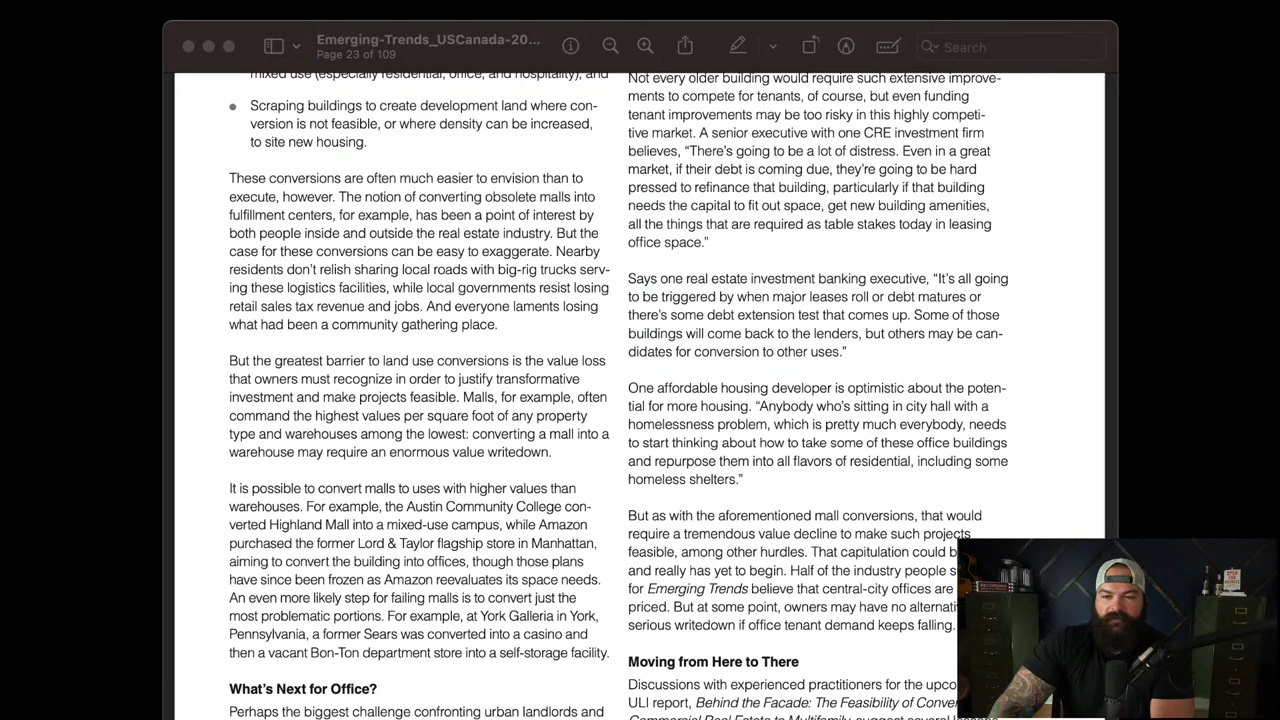 Emerging-Trends_USCanada-20...
Page 23 of 109
Search
mixed use (especially residential, office, and hospitality), and
Scraping buildings to create development land where con-
version is not feasible, or where density can be increased,
to site new housing.
These conversions are often much easier to envision than to
execute, however. The notion of converting obsolete malls into
fulfillment centers, for example, has been a point of interest by
both people inside and outside the real estate industry. But the
case for these conversions can be easy to exaggerate. Nearby
residents don't relish sharing local roads with big-rig trucks serv-
ing these logistics facilities, while local governments resist losing
retail sales tax revenue and jobs. And everyone laments losing
what had been a community gathering place.
But the greatest barrier to land use conversions is the value loss
that owners must recognize in order to justify transformative
investment and make projects feasible. Malls, for example, often
command the highest values per square foot of any property
type and warehouses among the lowest: converting a mall into a
warehouse may require an enormous value writedown.
It is possible to convert malls to uses with higher values than
warehouses. For example, the Austin Community College con-
verted Highland Mall into a mixed-use campus, while Amazon
purchased the former Lord & Taylor flagship store in Manhattan,
aiming to convert the building into offices, though those plans
have since been frozen as Amazon reevaluates its space needs.
An even more likely step for failing malls is to convert just the
most problematic portions. For example, at York Galleria in York,
Pennsylvania, a former Sears was converted into a casino and
then a vacant Bon-Ton department store into a self-storage facility.
What's Next for Office?
Perhaps the biggest challenge confronting urban landlords and
Not every older building would require such extensive improve-
ments to compete for tenants, of course, but even funding
tenant improvements may be too risky in this highly competi-
tive market. A senior executive with one CRE investment firm
believes, "There's going to be a lot of distress. Even in a great
market, if their debt is coming due, they're going to be hard
pressed to refinance that building, particularly if that building
needs the capital to fit out space, get new building amenities,
all the things that are required as table stakes today in leasing
office space."
Says one real estate investment banking executive, "It's all going
to be triggered by when major leases roll or debt matures or
there's some debt extension test that comes up. Some of those
buildings will come back to the lenders, but others may be can-
didates for conversion to other uses."
One affordable housing developer is optimistic about the poten-
tial for more housing. "Anybody who's sitting in city hall with a
homelessness problem, which is pretty much everybody, needs
to start thinking about how to take some of these office buildings
and repurpose them into all flavors of residential, including some
homeless shelters."
But as with the aforementioned mall conversions, that would
require a tremendous value decline to make such projects
feasible, among other hurdles. That capitulation could b
and really has yet to begin. Half of the industry people s
for Emerging Trends believe that central-city offices are
priced. But at some point, owners may have no alternati
serious writedown if office tenant demand keeps falling.
Moving from Here to There
Discussions with experienced practitioners for the upco
ULI report, Behind the Facade: The Feasibility of Conver